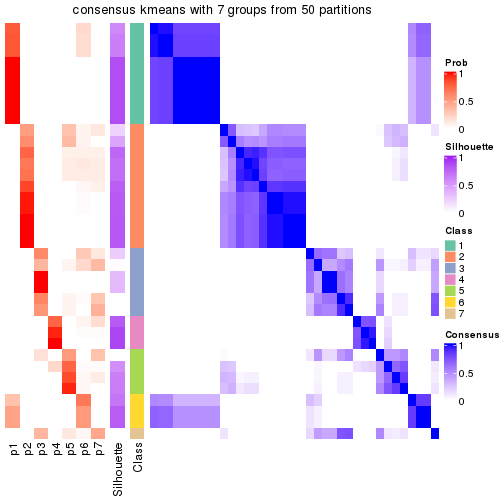 consensus kmeans with 7 groups from 50 partitions
Prob
1
0.5
0
Silhouette
1
0.5
0
Class
1
2
3
4
5
6
7
Consensus
1
0.5
0
p1
p2
p3
p4
p5
p6
p7
Silhouette
Class